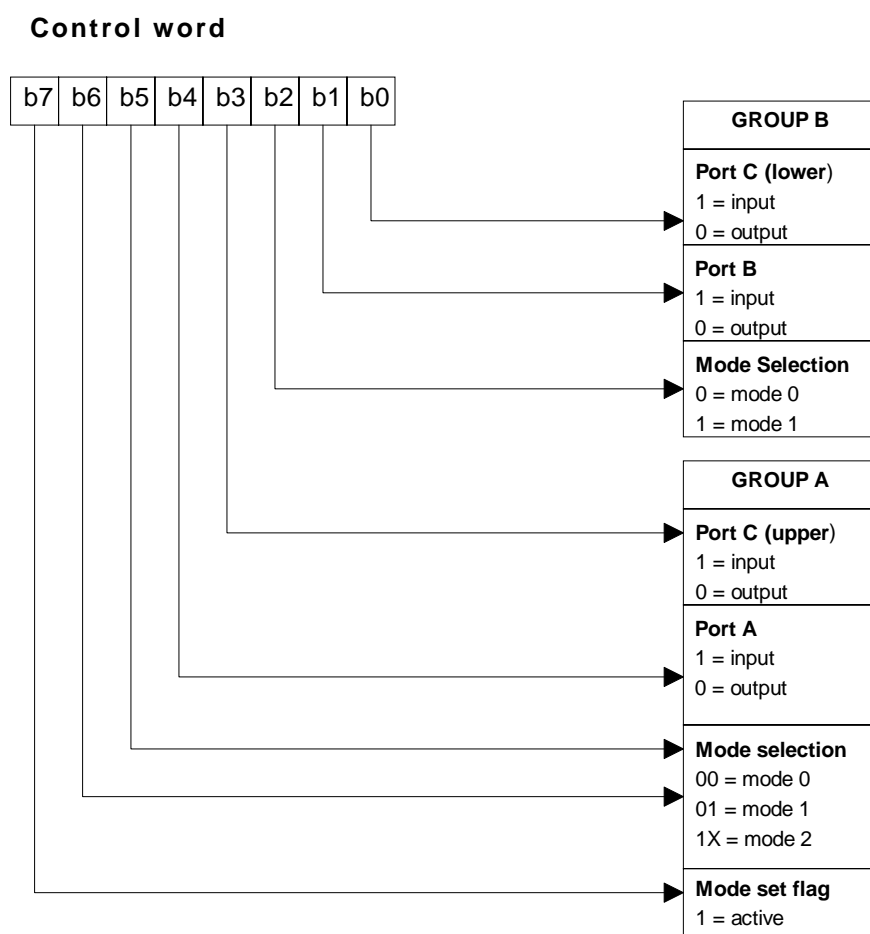 Control word
b7 b6 b5 b4 b3 b2 b1 b0
GROUP B
Port C (lower)
1 = input
0 = output
Port B
1 = input
0 = output
Mode Selection
0 = mode 0
1 = mode 1
GROUP A
Port C (upper)
1 = input
0 = output
Port A
1 = input
0 = output
Mode selection
00 = mode 0
01 = mode 1
1X = mode 2
Mode set flag
1 = active